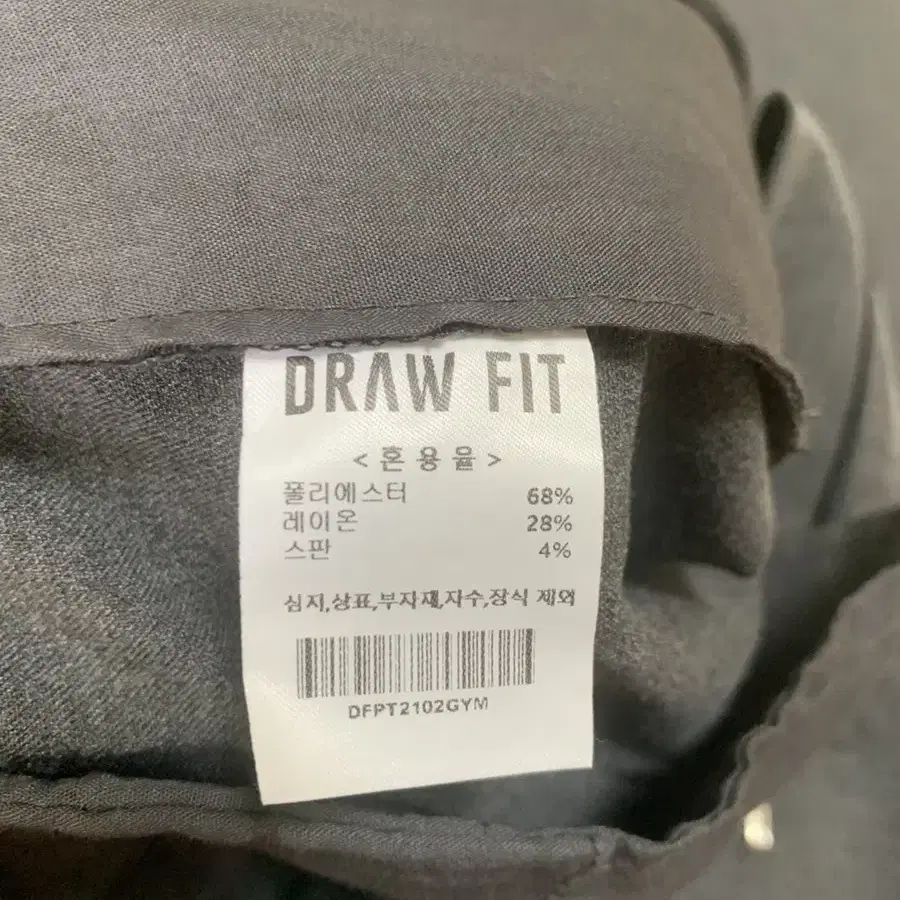 DRAW FIT
<혼용율>
폴리에스터 68%
레이온 28%
스판 4%
심지,상표,부자재,자수,장식 제외
DFPT2102GYM